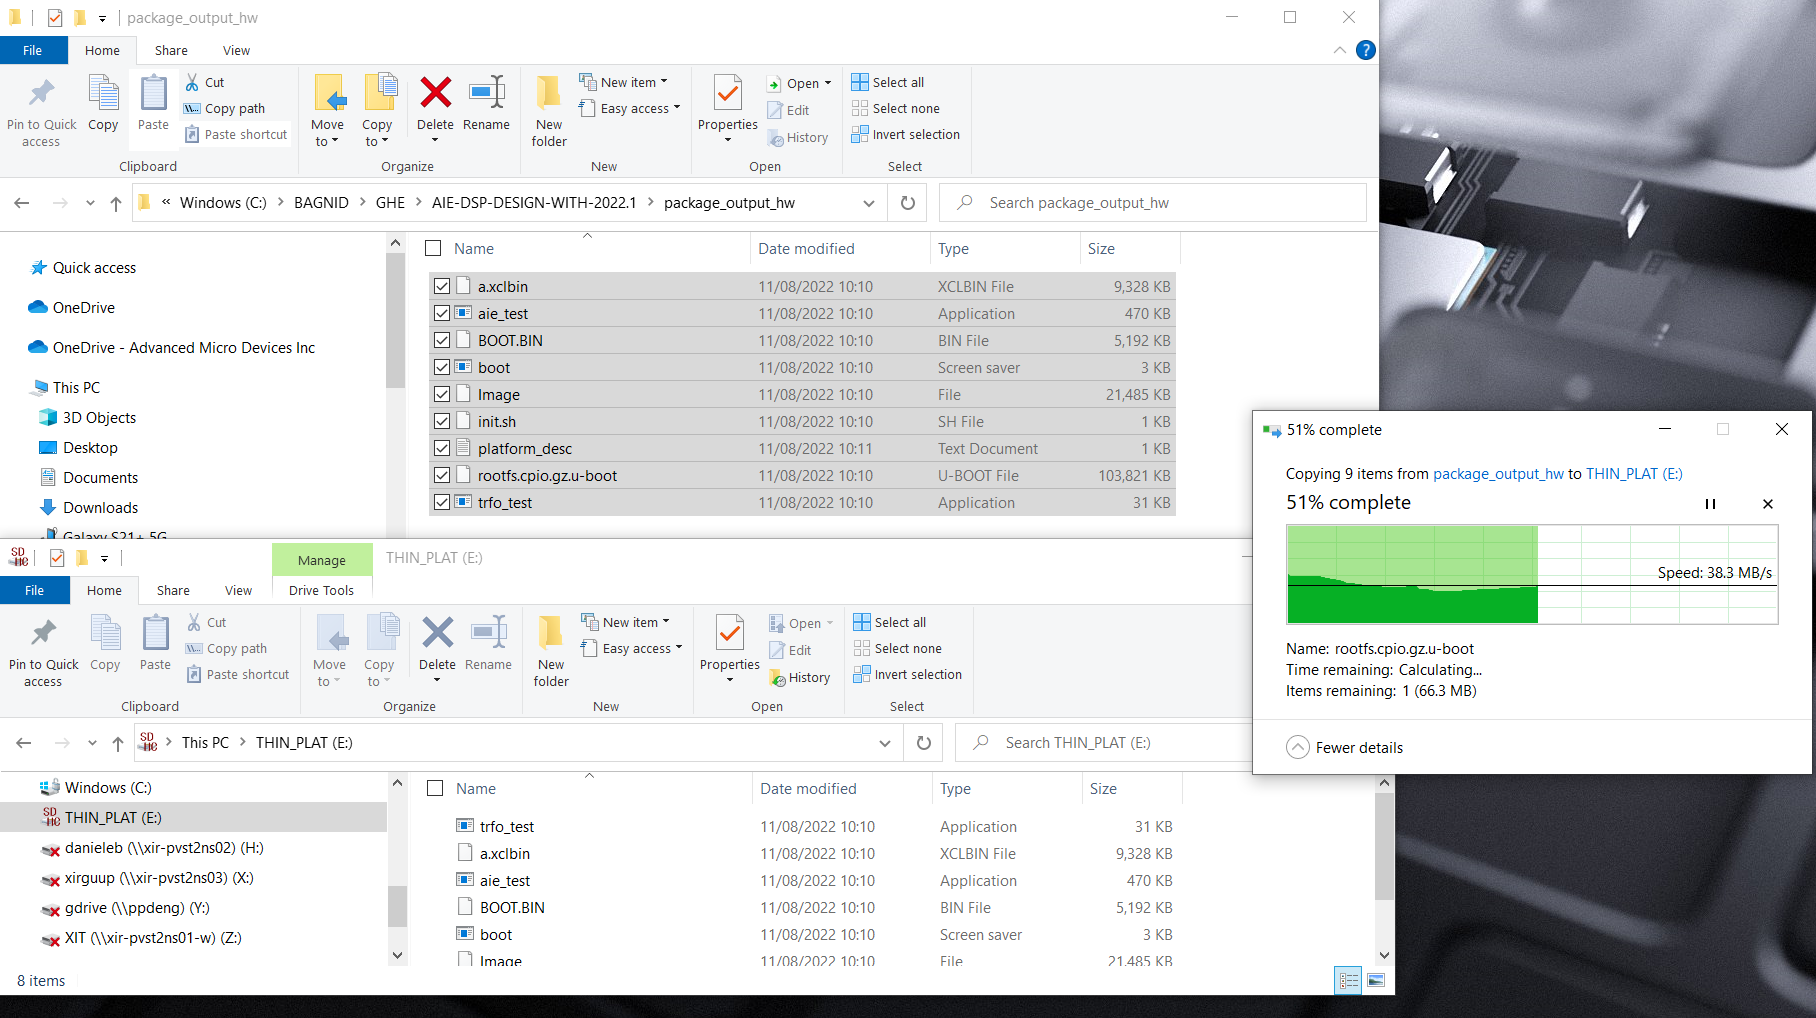 package_output_hw
File Home Share View
Pin to Quick access
Copy
Paste
Cut
Copy path
Paste shortcut
Clipboard
Move to
Copy to
Delete
Rename
Organize
New folder
New item
Easy access
New
Properties
Open
Edit
History
Open
Select all
Select none
Invert selection
Select
« Windows (C:) > BAGNID > GHE > AIE-DSP-DESIGN-WITH-2022.1 > package_output_hw
Search package_output_hw
Quick access
OneDrive
OneDrive - Advanced Micro Devices Inc
This PC
3D Objects
Desktop
Documents
Downloads
Galaxy S21+ 5G
Name Date modified Type Size
a.xclbin 11/08/2022 10:10 XCLBIN File 9,328 KB
aie_test 11/08/2022 10:10 Application 470 KB
BOOT.BIN 11/08/2022 10:10 BIN File 5,192 KB
boot 11/08/2022 10:10 Screen saver 3 KB
Image 11/08/2022 10:10 File 21,485 KB
init.sh 11/08/2022 10:10 SH File 1 KB
platform_desc 11/08/2022 10:11 Text Document 1 KB
rootfs.cpio.gz.u-boot 11/08/2022 10:10 U-BOOT File 103,821 KB
trfo_test 11/08/2022 10:10 Application 31 KB
51% complete
Copying 9 items from package_output_hw to THIN_PLAT (E:)
51% complete
Speed: 38.3 MB/s
Name: rootfs.cpio.gz.u-boot
Time remaining: Calculating...
Items remaining: 1 (66.3 MB)
Fewer details
Manage
THIN_PLAT (E:)
File Home Share View Drive Tools
Pin to Quick access
Copy
Paste
Cut
Copy path
Paste shortcut
Clipboard
Move to
Copy to
Delete
Rename
Organize
New folder
New item
Easy access
New
Properties
Open
Edit
History
Open
Select all
Select none
Invert selection
Select
> This PC > THIN_PLAT (E:)
Search THIN_PLAT (E:)
Windows (C:)
THIN_PLAT (E:)
danieleb (\\xir-pvst2ns02) (H:)
xirguup (\\xir-pvst2ns03) (X:)
gdrive (\\ppdeng) (Y:)
XIT (\\xir-pvst2ns01-w) (Z:)
Name Date modified Type Size
trfo_test 11/08/2022 10:10 Application 31 KB
a.xclbin 11/08/2022 10:10 XCLBIN File 9,328 KB
aie_test 11/08/2022 10:10 Application 470 KB
BOOT.BIN 11/08/2022 10:10 BIN File 5,192 KB
boot 11/08/2022 10:10 Screen saver 3 KB
Image 11/08/2022 10:10 File 21,485 KB
8 items